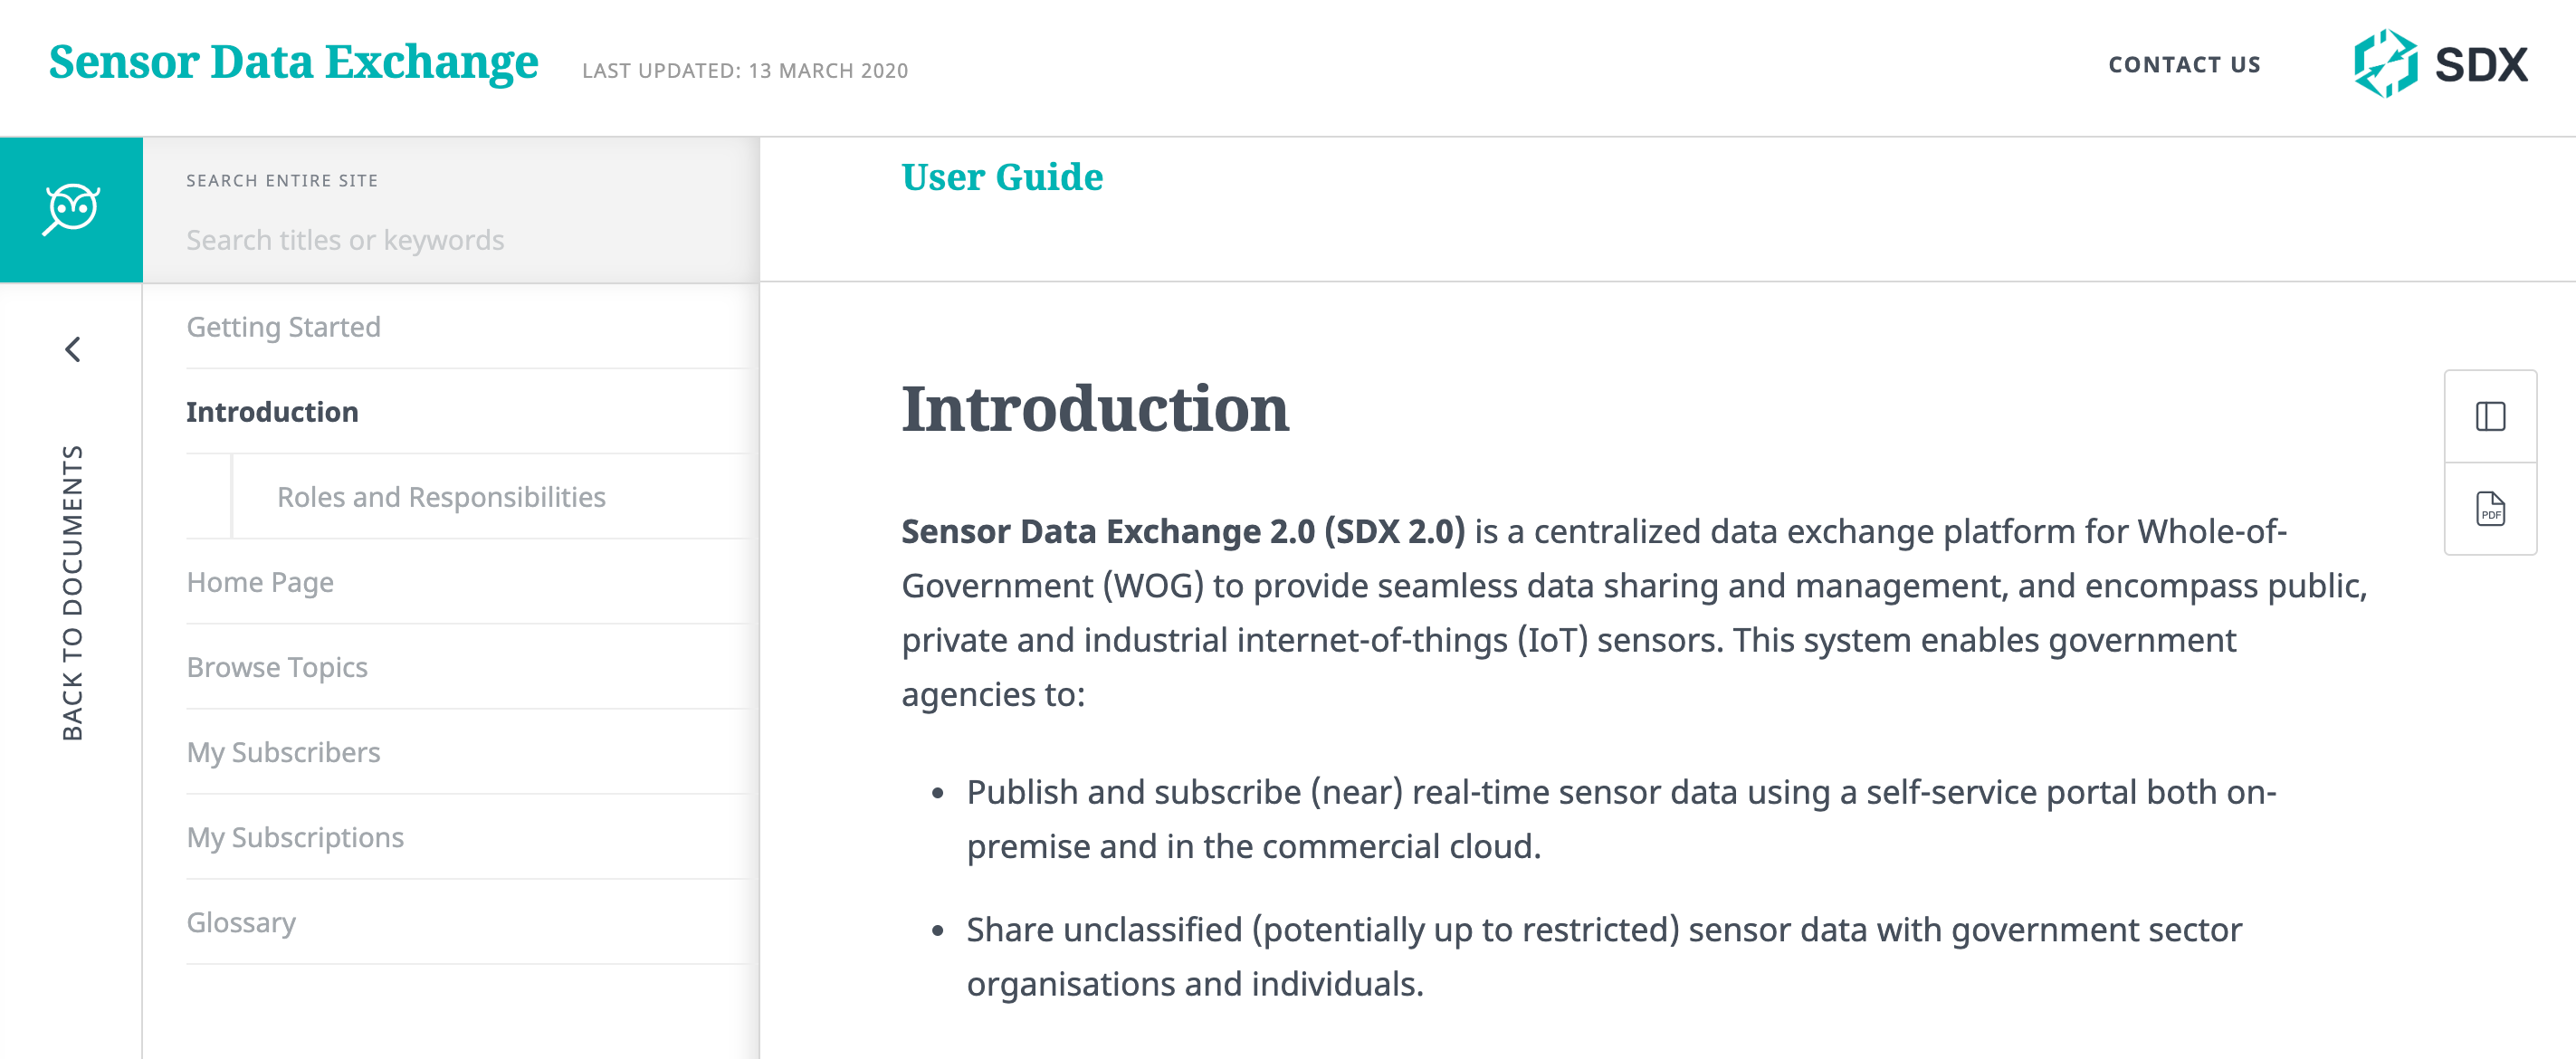 Sensor Data Exchange
LAST UPDATED: 13 MARCH 2020
CONTACT US
SDX
SEARCH ENTIRE SITE
Search titles or keywords
BACK TO DOCUMENTS
Getting Started
Introduction
Roles and Responsibilities
Home Page
Browse Topics
My Subscribers
My Subscriptions
Glossary
User Guide
Introduction
Sensor Data Exchange 2.0 (SDX 2.0) is a centralized data exchange platform for Whole-of-
Government (WOG) to provide seamless data sharing and management, and encompass public,
private and industrial internet-of-things (IoT) sensors. This system enables government
agencies to:
• Publish and subscribe (near) real-time sensor data using a self-service portal both on-
premise and in the commercial cloud.
• Share unclassified (potentially up to restricted) sensor data with government sector
organisations and individuals.
PDF